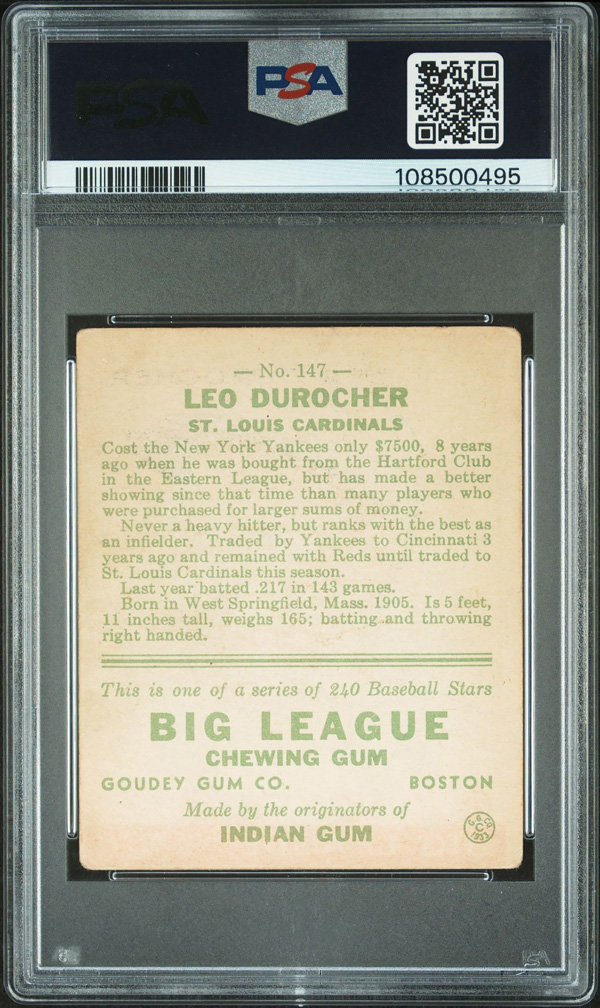 PSA
PSA
108500495
— No. 147 —
LEO DUROCHER
ST. LOUIS CARDINALS
Cost the New York Yankees only $7500, 8 years
ago when he was bought from the Hartford Club
in the Eastern League, but has made a better
showing since that time than many players who
were purchased for larger sums of money.
Never a heavy hitter, but ranks with the best as
an infielder. Traded by Yankees to Cincinnati 3
years ago and remained with Reds until traded to
St. Louis Cardinals this season.
Last year batted .217 in 143 games.
Born in West Springfield, Mass. 1905. Is 5 feet,
11 inches tall, weighs 165; batting and throwing
right handed.
This is one of a series of 240 Baseball Stars
BIG LEAGUE
CHEWING GUM
GOUDEY GUM CO. BOSTON
Made by the originators of
INDIAN GUM
G. G. CO.
C
1933
PSA